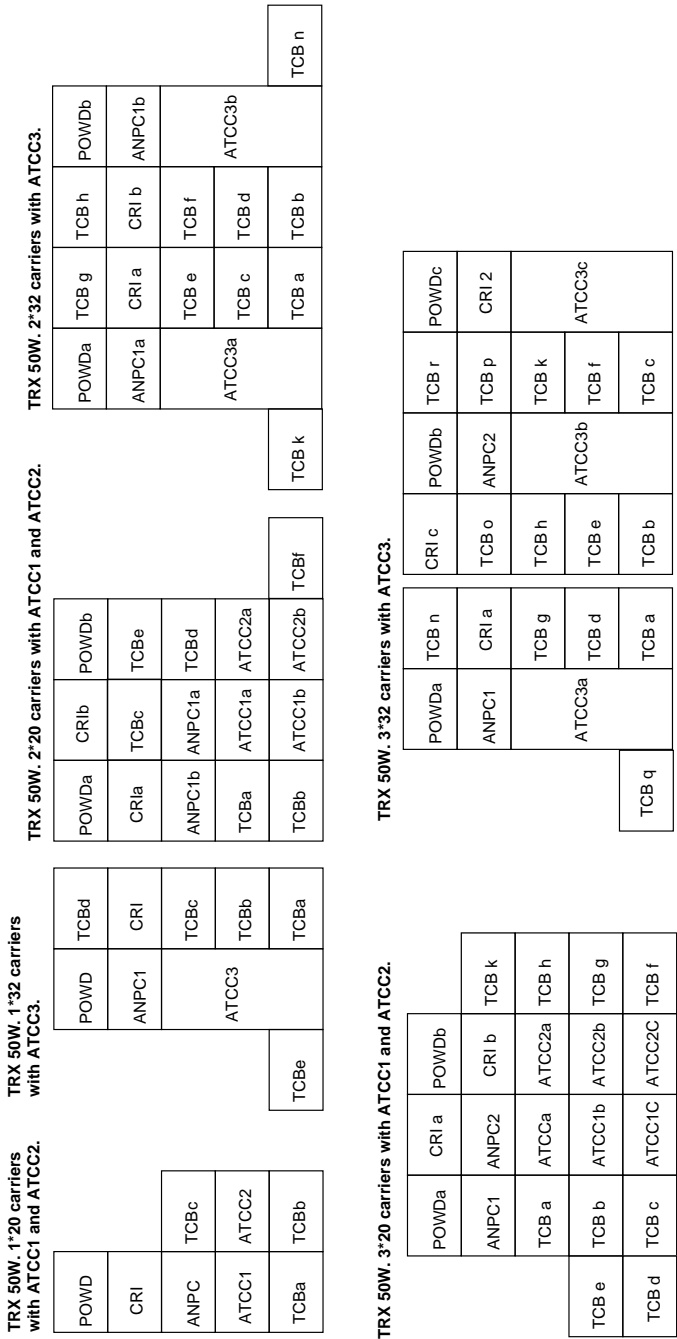 TRX 50W. 1*20 carriers
with ATCC1 and ATCC2.
POWD
CRI
ANPC TCBc
ATCC1 ATCC2
TCBa TCBb
TRX 50W. 1*32 carriers
with ATCC3.
POWD TCBd
ANPC1 CRI
ATCC3 TCBc
TCBb
TCBe TCBa
TRX 50W. 2*20 carriers with ATCC1 and ATCC2.
POWDa CRIb POWDb
CRIa TCBc TCBe
ANPC1b ANPC1a TCBd
TCBa ATCC1a ATCC2a
TCBb ATCC1b ATCC2b TCBf
TRX 50W. 2*32 carriers with ATCC3.
POWDa TCB g TCB h POWDb
ANPC1a CRI a CRI b ANPC1b
ATCC3a TCB e TCB f ATCC3b
TCB c TCB d
TCB k TCB a TCB b TCB n
TRX 50W. 3*20 carriers with ATCC1 and ATCC2.
POWDa CRI a POWDb
ANPC1 ANPC2 CRI b TCB k
TCB a ATCCa ATCC2a TCB h
TCB e TCB b ATCC1b ATCC2b TCB g
TCB d TCB c ATCC1C ATCC2C TCB f
TRX 50W. 3*32 carriers with ATCC3.
POWDa TCB n CRI c POWDb TCB r POWDc
ANPC1 CRI a TCB o ANPC2 TCB p CRI 2
ATCC3a TCB g TCB h ATCC3b TCB k ATCC3c
TCB d TCB e TCB f
TCB q TCB a TCB b TCB c